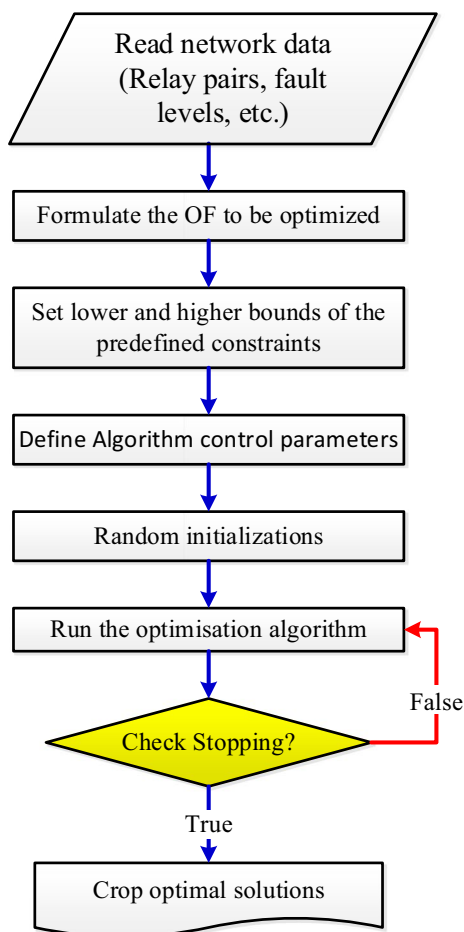 Read network data
(Relay pairs, fault
levels, etc.)
Formulate the OF to be optimized
Set lower and higher bounds of the
predefined constraints
Define Algorithm control parameters
Random initializations
Run the optimisation algorithm
False
Check Stopping?
True
Crop optimal solutions